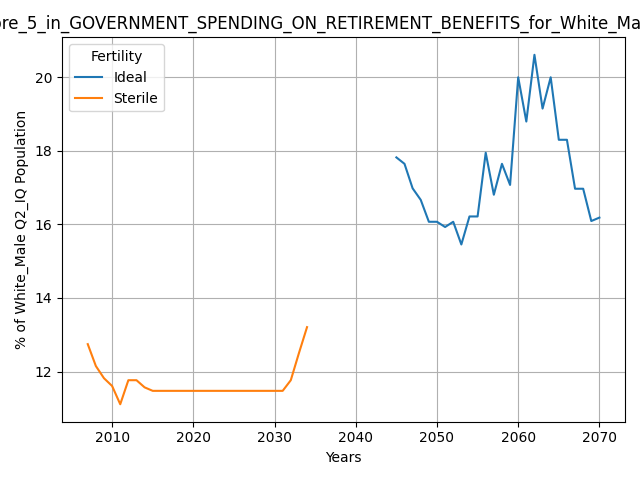 ore_5_in_GOVERNMENT_SPENDING_ON_RETIREMENT_BENEFITS_for_White_Ma
Fertility
Ideal
Sterile
% of White_Male Q2_IQ Population
20
18
16
14
12
2010 2020 2030 2040 2050 2060 2070
Years